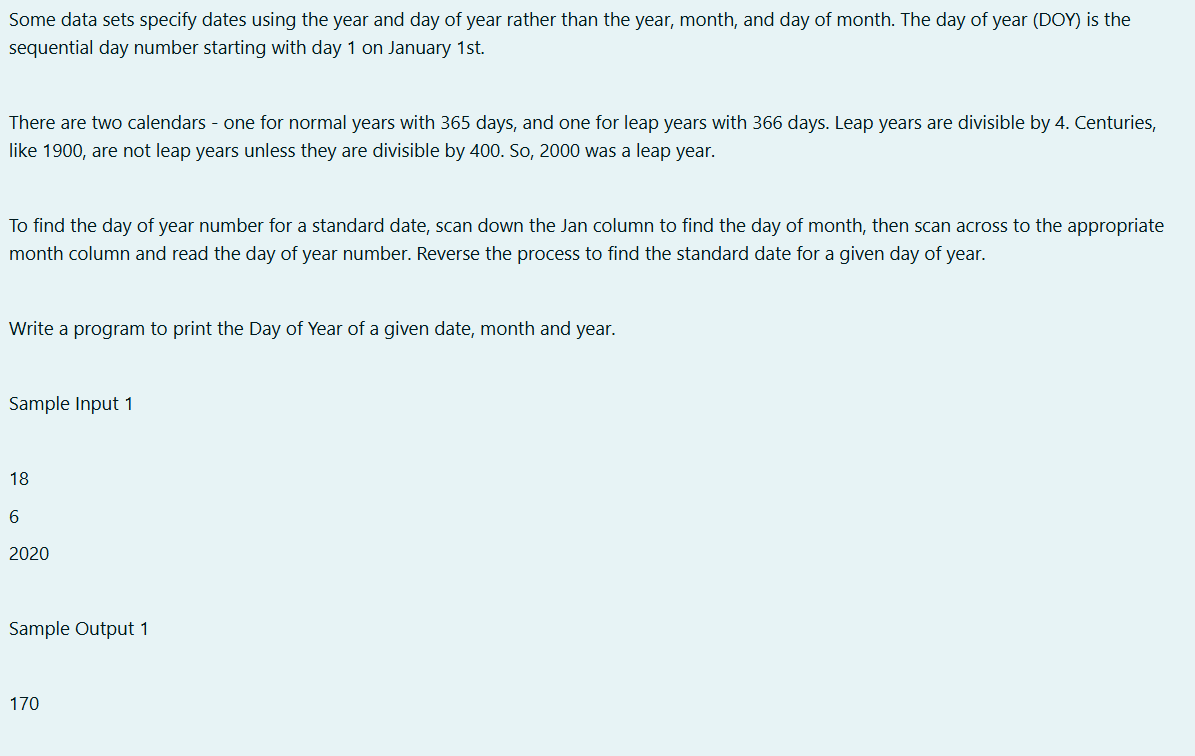 Some data sets specify dates using the year and day of year rather than the year, month, and day of month. The day of year (DOY) is the
sequential day number starting with day 1 on January 1st.
There are two calendars - one for normal years with 365 days, and one for leap years with 366 days. Leap years are divisible by 4. Centuries,
like 1900, are not leap years unless they are divisible by 400. So, 2000 was a leap year.
To find the day of year number for a standard date, scan down the Jan column to find the day of month, then scan across to the appropriate
month column and read the day of year number. Reverse the process to find the standard date for a given day of year.
Write a program to print the Day of Year of a given date, month and year.
Sample Input 1
18
6
2020
Sample Output 1
170